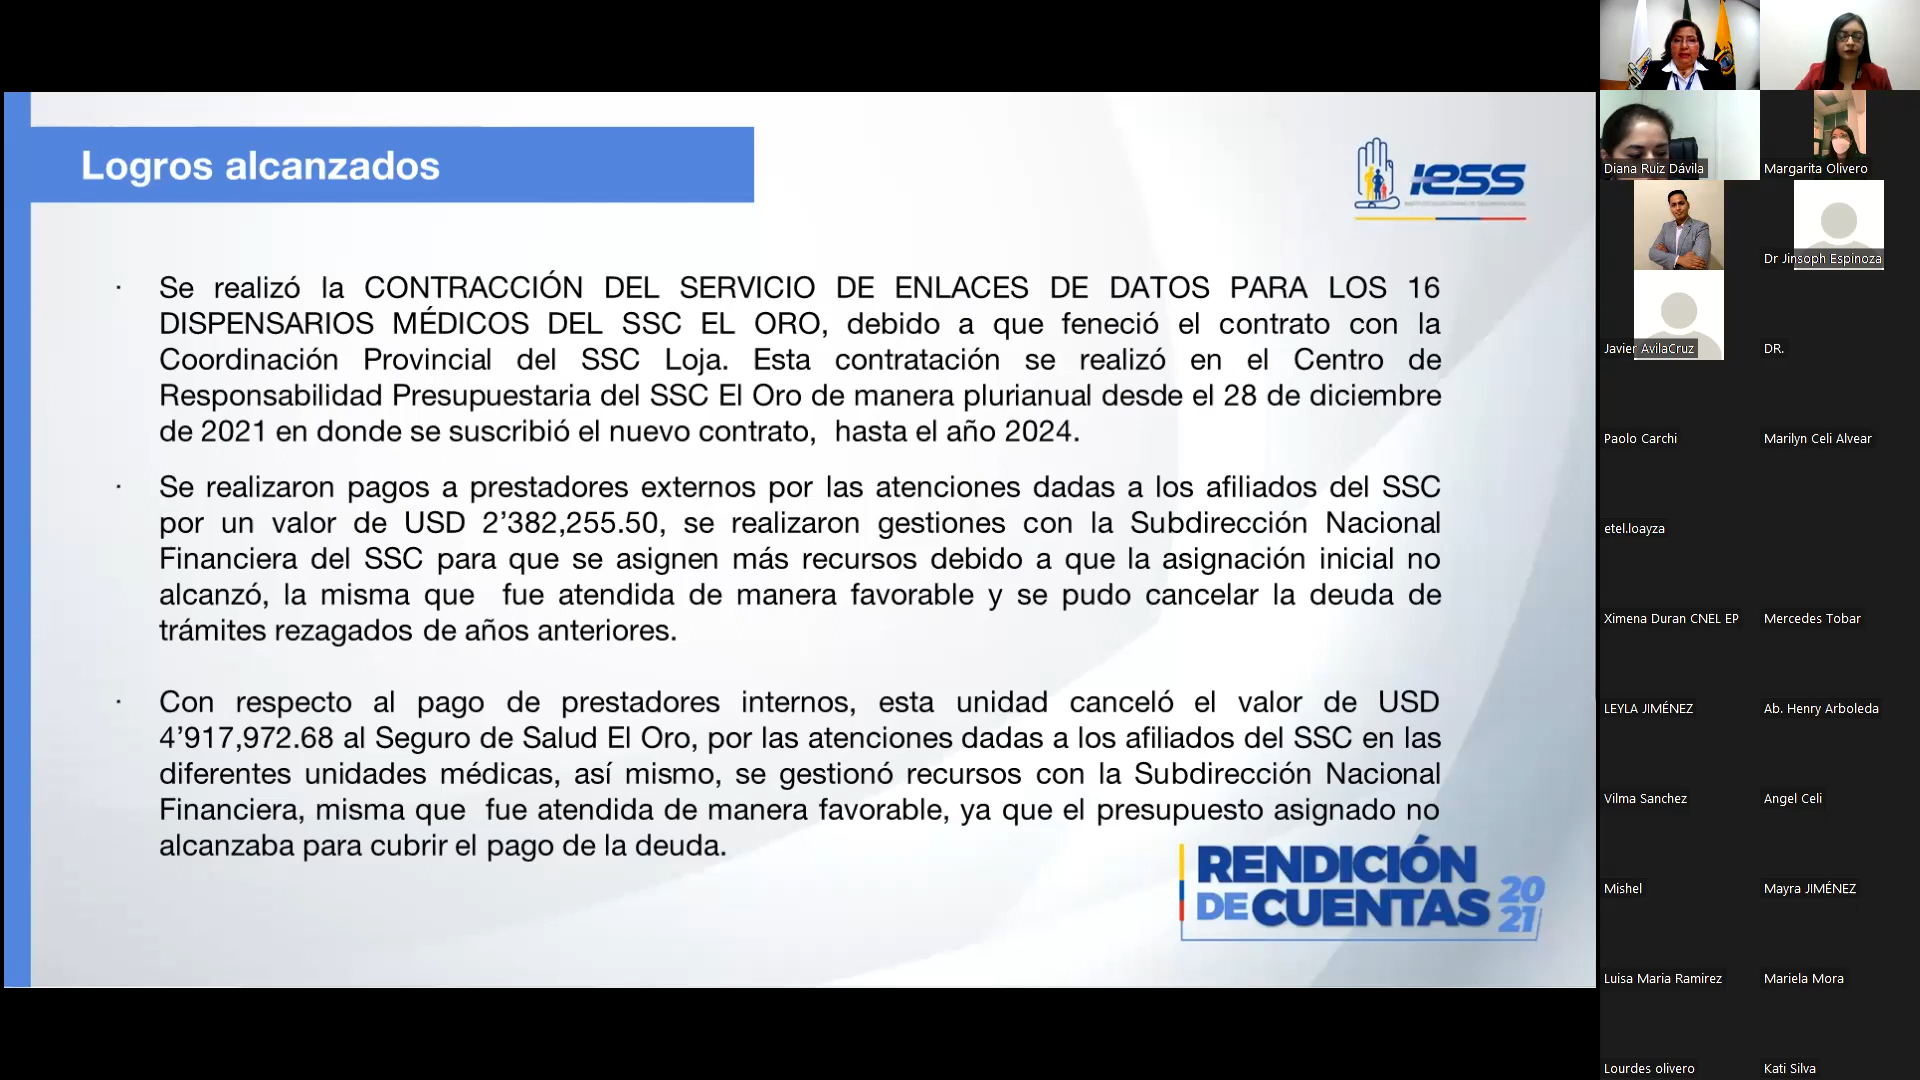 Logros alcanzados
IESS
· Se realizó la CONTRACCIÓN DEL SERVICIO DE ENLACES DE DATOS PARA LOS 16
DISPENSARIOS MÉDICOS DEL SSC EL ORO, debido a que feneció el contrato con la
Coordinación Provincial del SSC Loja. Esta contratación se realizó en el Centro de
Responsabilidad Presupuestaria del SSC El Oro de manera plurianual desde el 28 de diciembre
de 2021 en donde se suscribió el nuevo contrato,  hasta el año 2024.
· Se realizaron pagos a prestadores externos por las atenciones dadas a los afiliados del SSC
por un valor de USD 2’382,255.50, se realizaron gestiones con la Subdirección Nacional
Financiera del SSC para que se asignen más recursos debido a que la asignación inicial no
alcanzó, la misma que  fue atendida de manera favorable y se pudo cancelar la deuda de
trámites rezagados de años anteriores.
· Con respecto al pago de prestadores internos, esta unidad canceló el valor de USD
4’917,972.68 al Seguro de Salud El Oro, por las atenciones dadas a los afiliados del SSC en las
diferentes unidades médicas, así mismo, se gestionó recursos con la Subdirección Nacional
Financiera, misma que  fue atendida de manera favorable, ya que el presupuesto asignado no
alcanzaba para cubrir el pago de la deuda.
RENDICIÓN
DE CUENTAS 20
21
Diana Ruiz Dávila
Margarita Olivero
Dr Jinsoph Espinoza
Javier AvilaCruz
DR.
Paolo Carchi
Marilyn Celi Alvear
etel.loayza
Ximena Duran CNEL EP
Mercedes Tobar
LEYLA JIMÉNEZ
Ab. Henry Arboleda
Vilma Sanchez
Angel Celi
Mishel
Mayra JIMÉNEZ
Luisa Maria Ramirez
Mariela Mora
Lourdes olivero
Kati Silva